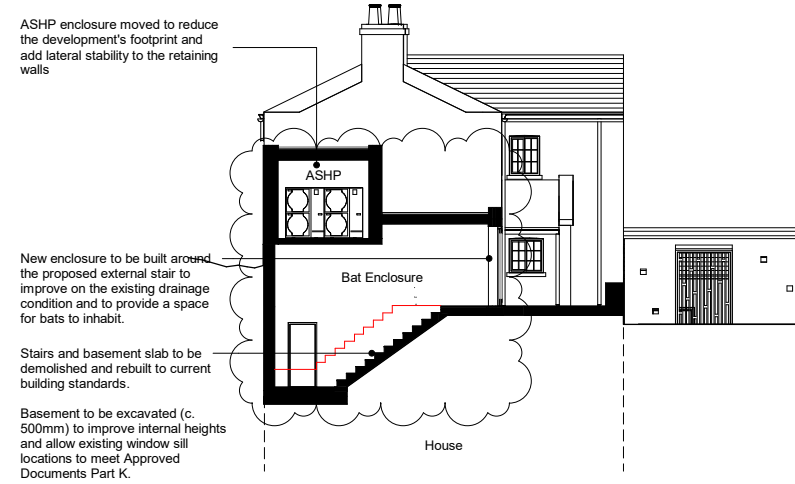 ASHP enclosure moved to reduce
the development's footprint and
add lateral stability to the retaining
walls
ASHP
New enclosure to be built around
the proposed external stair to
improve on the existing drainage
condition and to provide a space
for bats to inhabit.
Bat Enclosure
Stairs and basement slab to be
demolished and rebuilt to current
building standards.
Basement to be excavated (c.
500mm) to improve internal heights
and allow existing window sill
locations to meet Approved
Documents Part K.
House